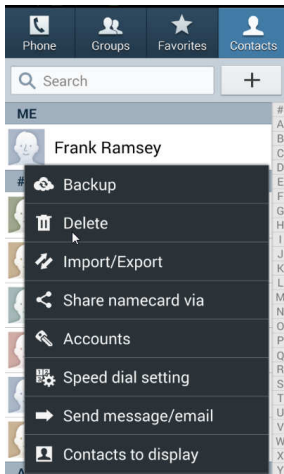 Phone Groups Favorites Contacts
Search +
ME
Frank Ramsey
#
Backup
Delete
Import/Export
Share namecard via
Accounts
Speed dial setting
Send message/email
Contacts to display
A
#
A
B
C
D
E
F
G
H
I
J
K
L
M
N
O
P
Q
R
S
T
U
V
W
X
Y